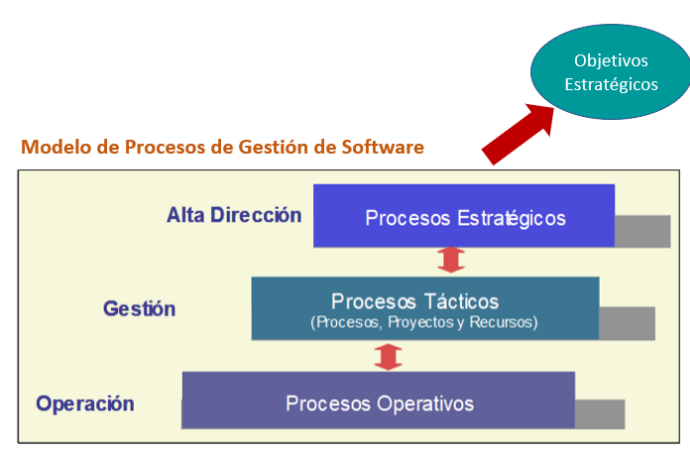 Objetivos
Estratégicos
Modelo de Procesos de Gestión de Software
Alta Dirección
Procesos Estratégicos
Gestión
Procesos Tácticos
(Procesos, Proyectos y Recursos)
Operación
Procesos Operativos